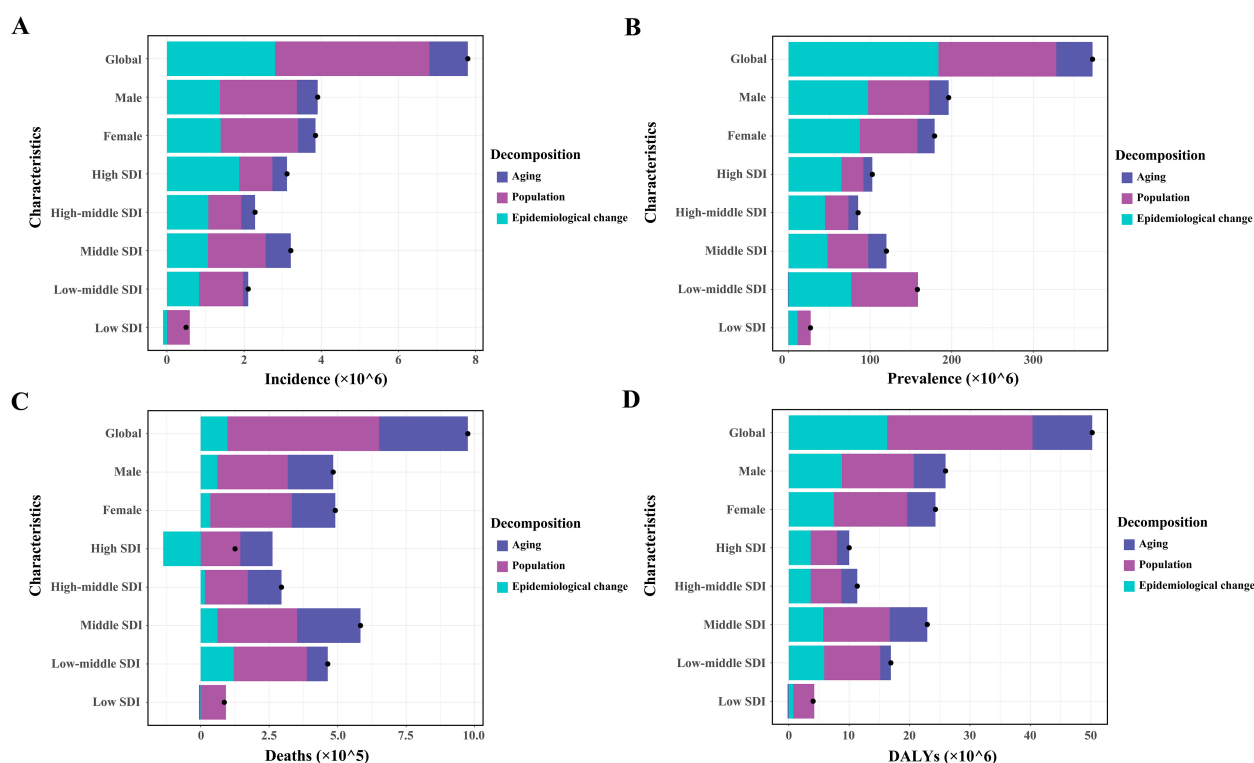 A
Characteristics
Global
Male
Female
High SDI
High-middle SDI
Middle SDI
Low-middle SDI
Low SDI
0
2
4
6
8
Incidence (×10^6)
Decomposition
Aging
Population
Epidemiological change
B
Characteristics
Global
Male
Female
High SDI
High-middle SDI
Middle SDI
Low-middle SDI
Low SDI
0
100
200
300
Prevalence (×10^6)
Decomposition
Aging
Population
Epidemiological change
C
Characteristics
Global
Male
Female
High SDI
High-middle SDI
Middle SDI
Low-middle SDI
Low SDI
0.0
2.5
5.0
7.5
10.0
Deaths (×10^5)
Decomposition
Aging
Population
Epidemiological change
D
Characteristics
Global
Male
Female
High SDI
High-middle SDI
Middle SDI
Low-middle SDI
Low SDI
0
10
20
30
40
50
DALYs (×10^6)
Decomposition
Aging
Population
Epidemiological change